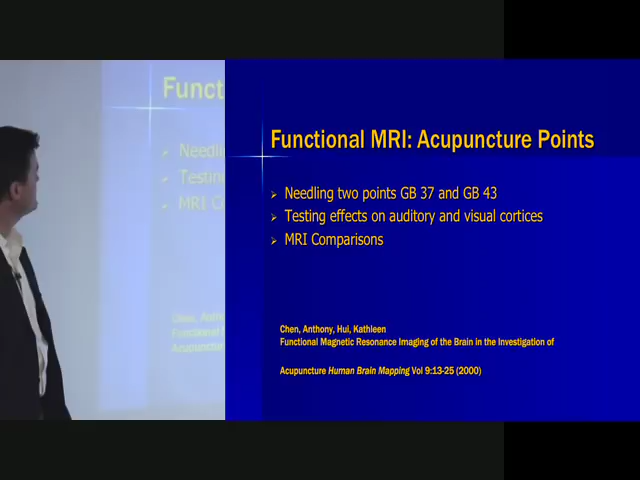 Funct
Needli
Testin
MRI C
Functional MRI: Acupuncture Points
Needling two points GB 37 and GB 43
Testing effects on auditory and visual cortices
MRI Comparisons
Chen, Anthony, Hui, Kathleen
Functional Magnetic Resonance Imaging of the Brain in the Investigation of
Acupuncture Human Brain Mapping Vol 9:13-25 (2000)